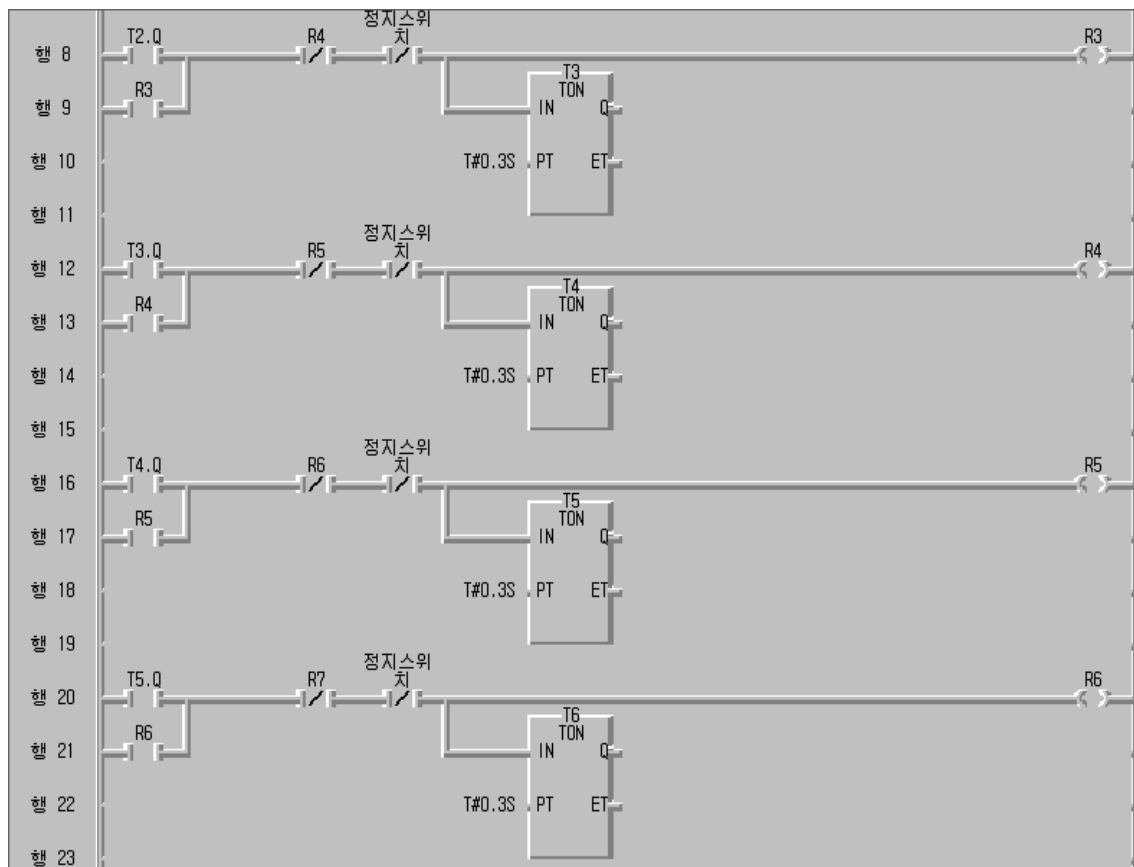 정지스위
T2.Q R4 치 R3
행 8
T3
R3 TON
행 9 IN Q
행 10 T#0.3S PT ET
행 11
정지스위
T3.Q R5 치 R4
행 12
T4
R4 TON
행 13 IN Q
행 14 T#0.3S PT ET
행 15
정지스위
T4.Q R6 치 R5
행 16
T5
R5 TON
행 17 IN Q
행 18 T#0.3S PT ET
행 19
정지스위
T5.Q R7 치 R6
행 20
T6
R6 TON
행 21 IN Q
행 22 T#0.3S PT ET
행 23